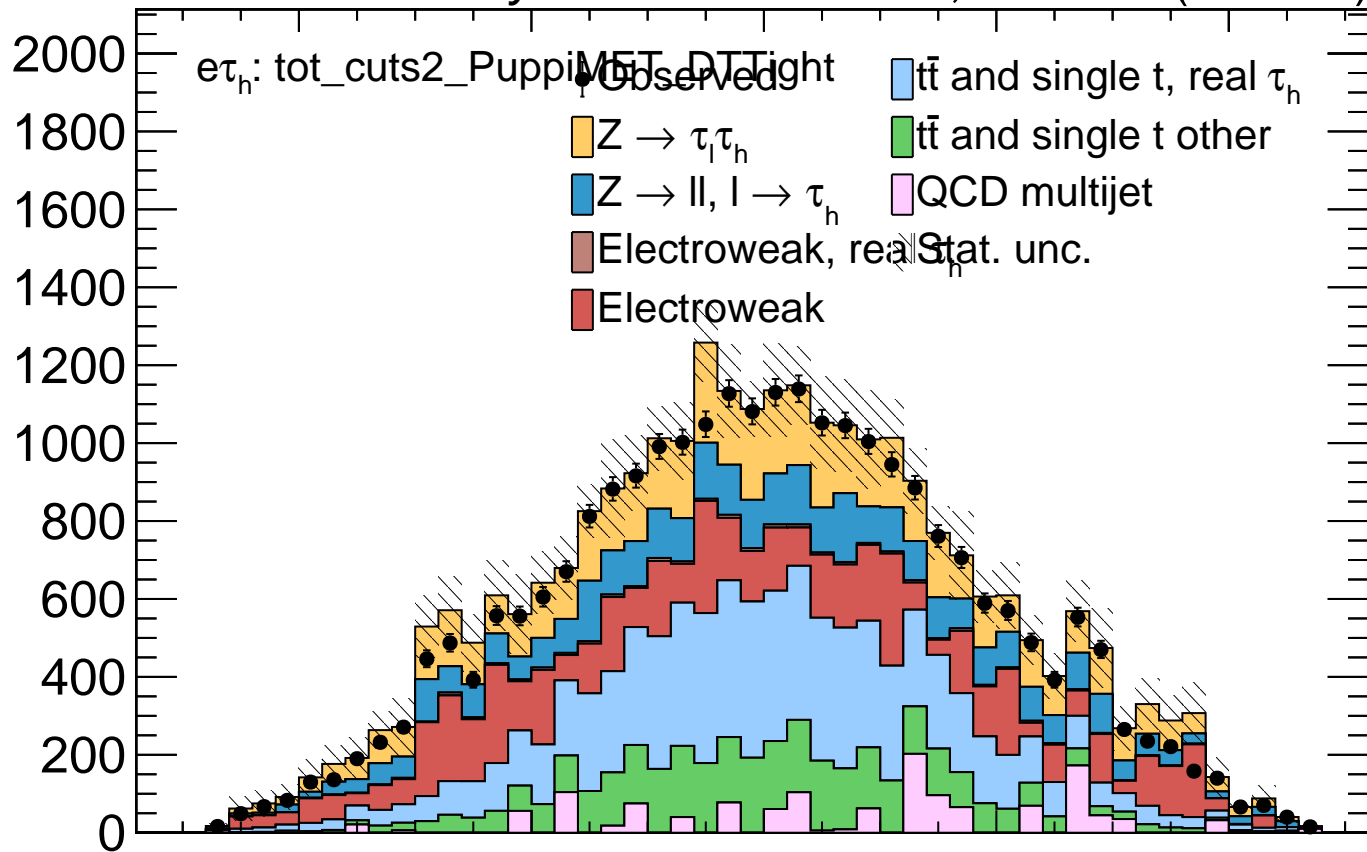 2000
1800
1600
1400
1200
1000
800
600
400
200
0
eτh: tot_cuts2_PuppiMET_DTTight
Observed
Z → τlτh
Z → ll, l → τh
Electroweak, real τh
Electroweak
tt̄ and single t, real τh
tt̄ and single t other
QCD multijet
Stat. unc.